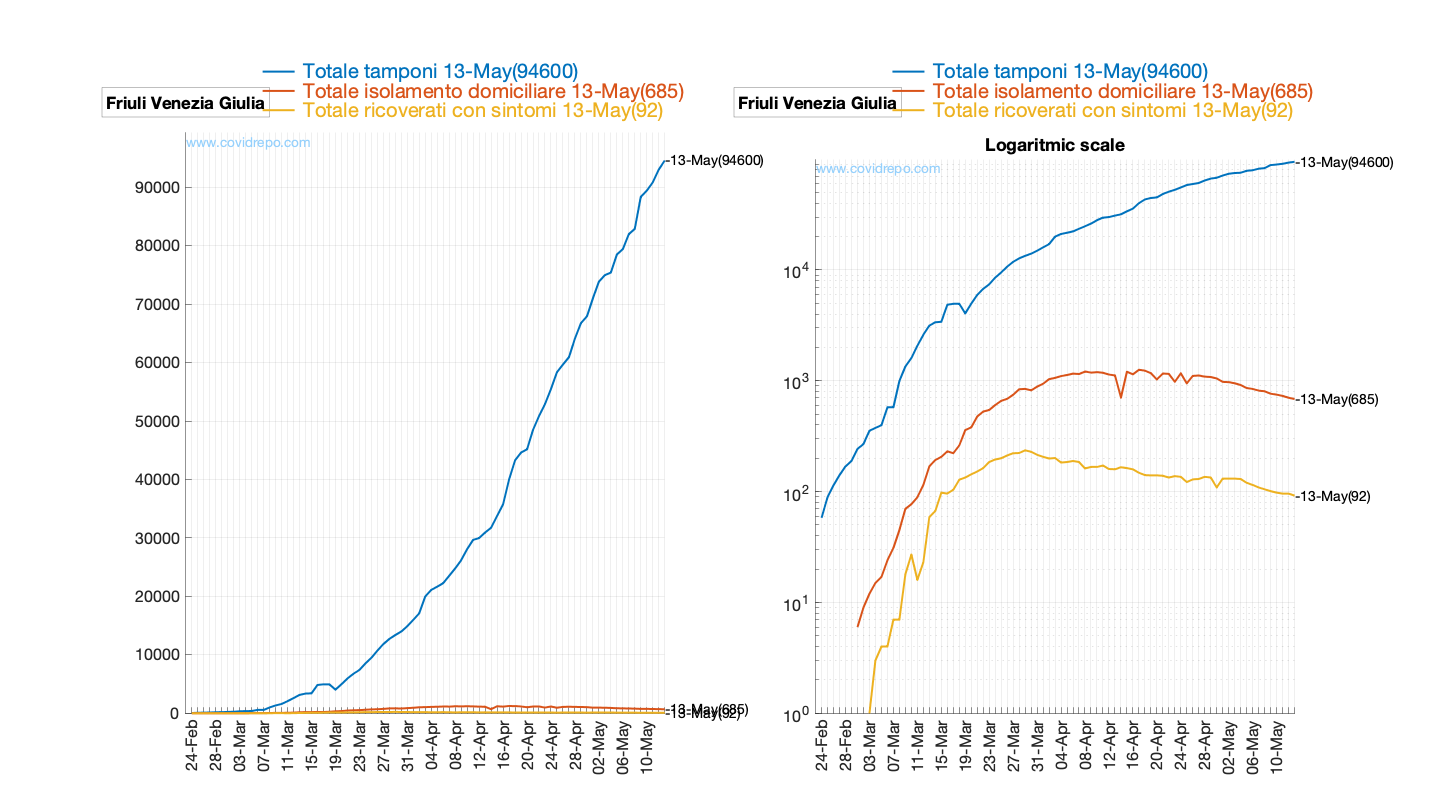 Totale tamponi 13-May(94600)
Totale isolamento domiciliare 13-May(685)
Totale ricoverati con sintomi 13-May(92)
Friuli Venezia Giulia
www.covidrepo.com
13-May(94600)
90000
80000
70000
60000
50000
40000
30000
20000
10000
0
13-May(685)
13-May(92)
24-Feb
28-Feb
03-Mar
07-Mar
11-Mar
15-Mar
19-Mar
23-Mar
27-Mar
31-Mar
04-Apr
08-Apr
12-Apr
16-Apr
20-Apr
24-Apr
28-Apr
02-May
06-May
10-May
Totale tamponi 13-May(94600)
Totale isolamento domiciliare 13-May(685)
Totale ricoverati con sintomi 13-May(92)
Friuli Venezia Giulia
Logaritmic scale
www.covidrepo.com
13-May(94600)
10^4
10^3
13-May(685)
10^2
13-May(92)
10^1
10^0
24-Feb
28-Feb
03-Mar
07-Mar
11-Mar
15-Mar
19-Mar
23-Mar
27-Mar
31-Mar
04-Apr
08-Apr
12-Apr
16-Apr
20-Apr
24-Apr
28-Apr
02-May
06-May
10-May